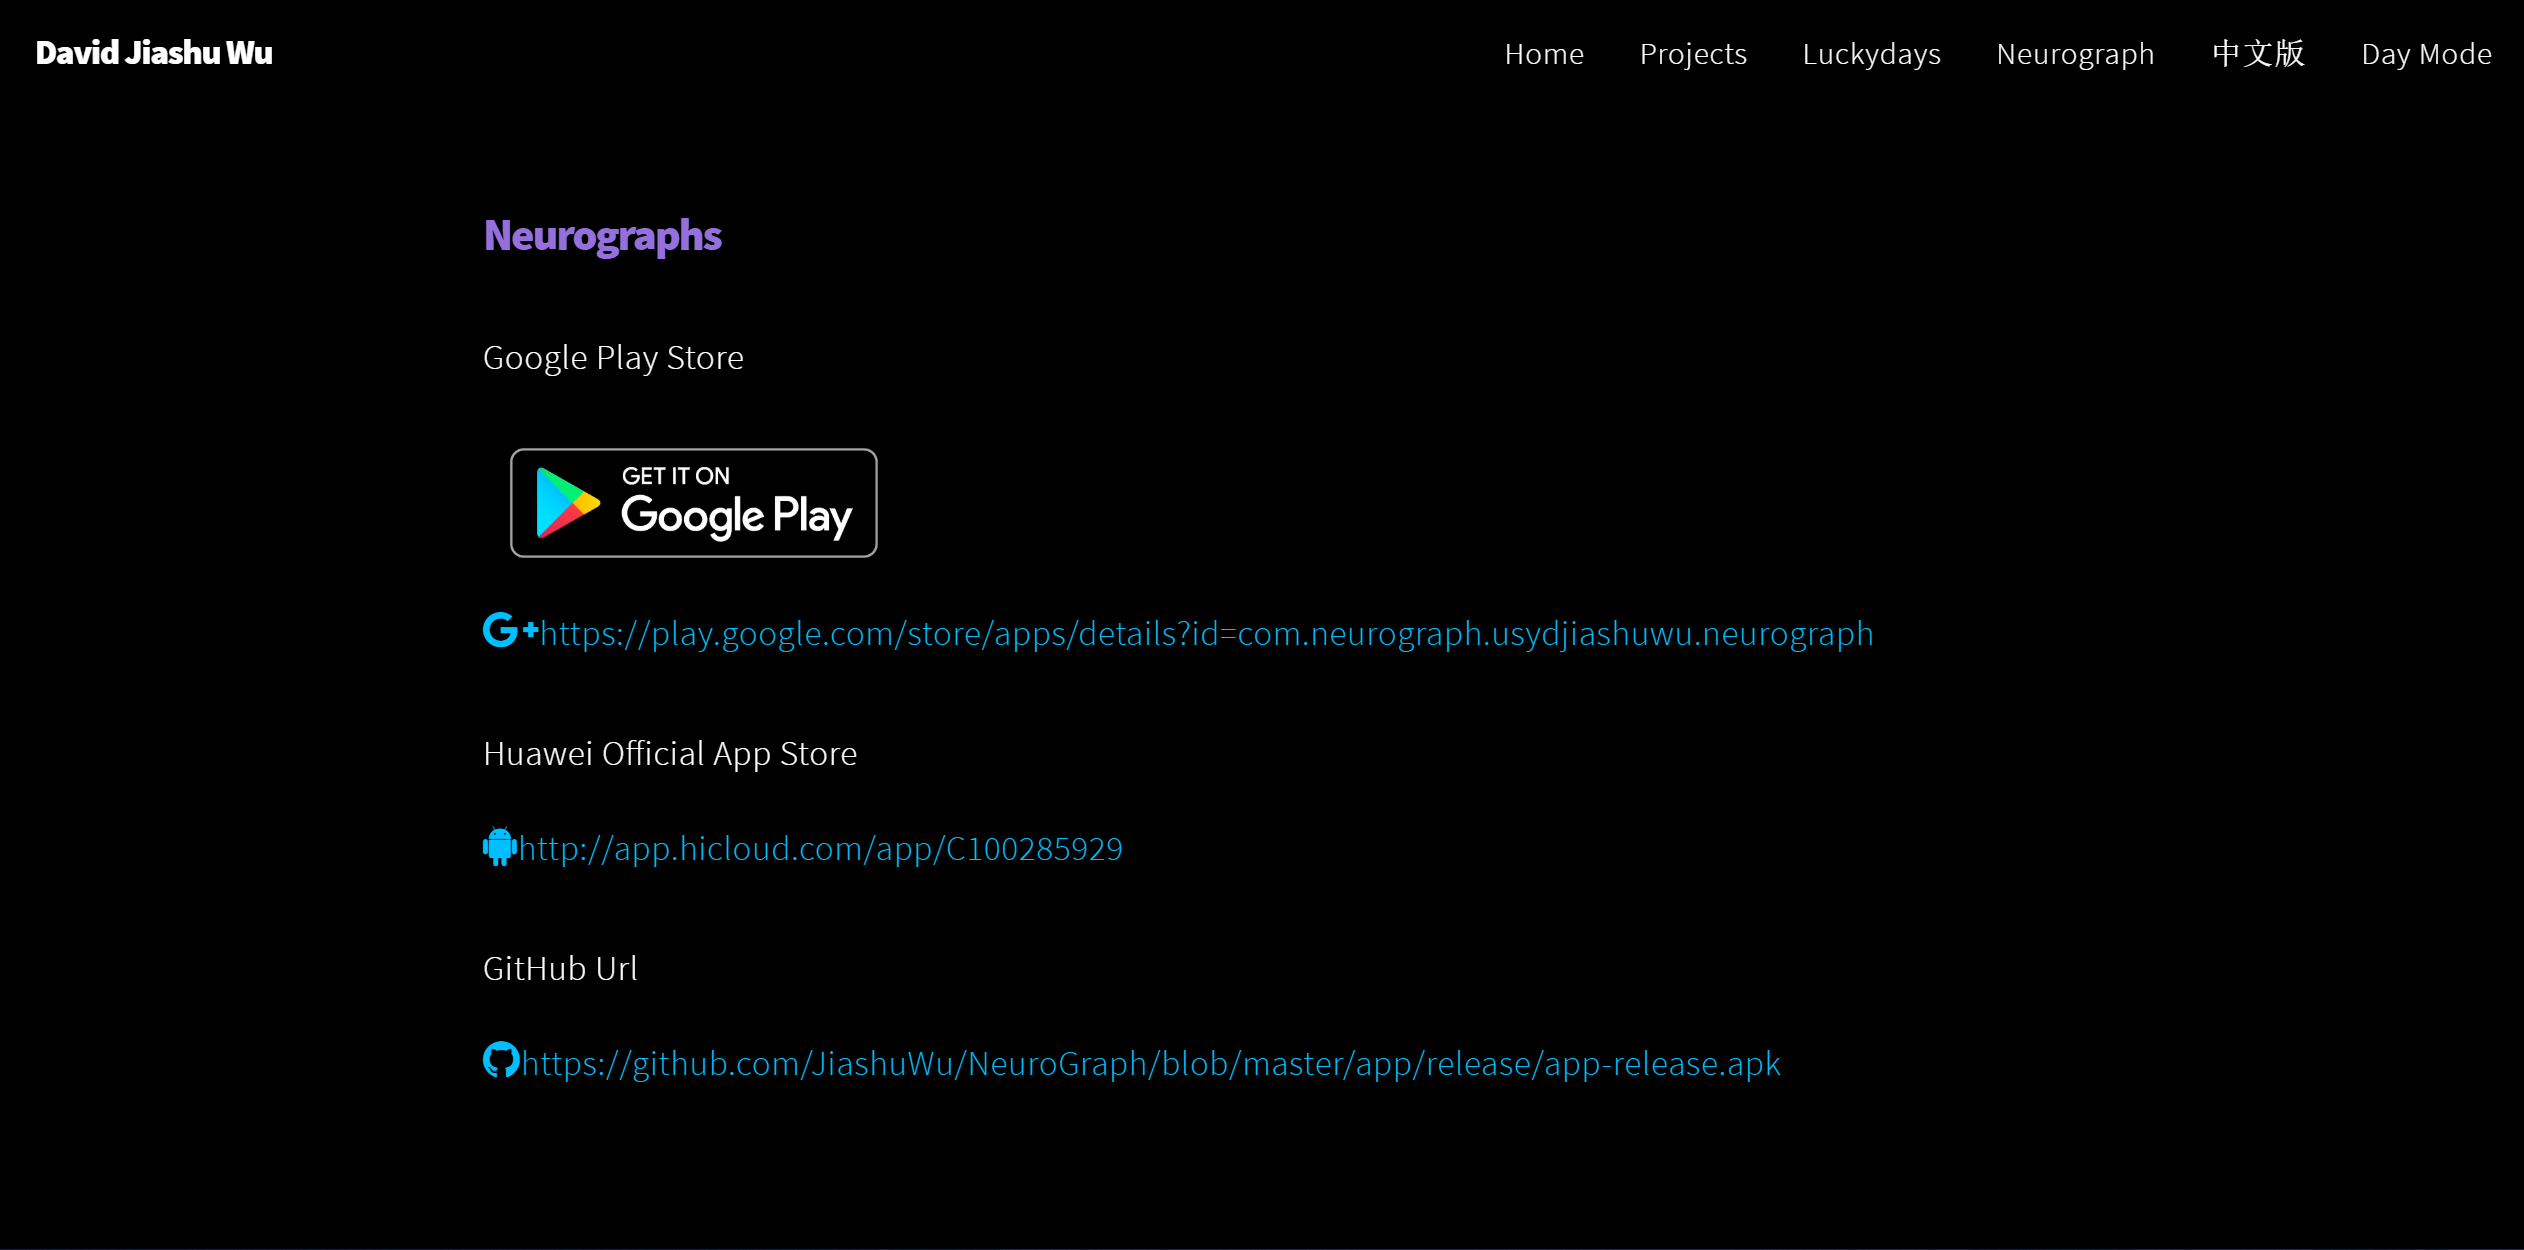 David Jiashu Wu
Home Projects Luckydays Neurograph 中文版 Day Mode
Neurographs
Google Play Store
GET IT ON
Google Play
https://play.google.com/store/apps/details?id=com.neurograph.usydjiashuwu.neurograph
Huawei Official App Store
http://app.hicloud.com/app/C100285929
GitHub Url
https://github.com/JiashuWu/NeuroGraph/blob/master/app/release/app-release.apk